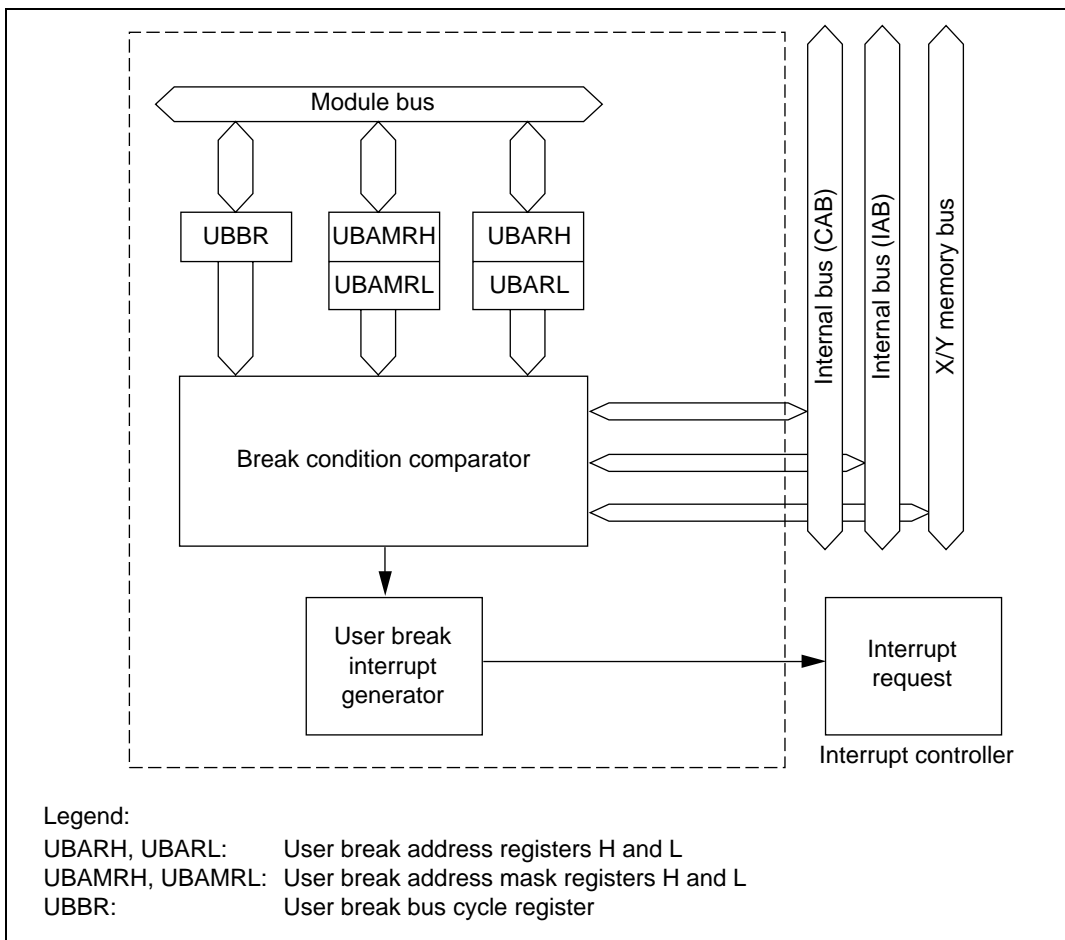 Module bus
UBBR
UBAMRH
UBARH
UBAMRL
UBARL
Internal bus (CAB)
Internal bus (IAB)
X/Y memory bus
Break condition comparator
User break
interrupt
generator
Interrupt
request
Interrupt controller
Legend:
UBARH, UBARL: User break address registers H and L
UBAMRH, UBAMRL: User break address mask registers H and L
UBBR: User break bus cycle register